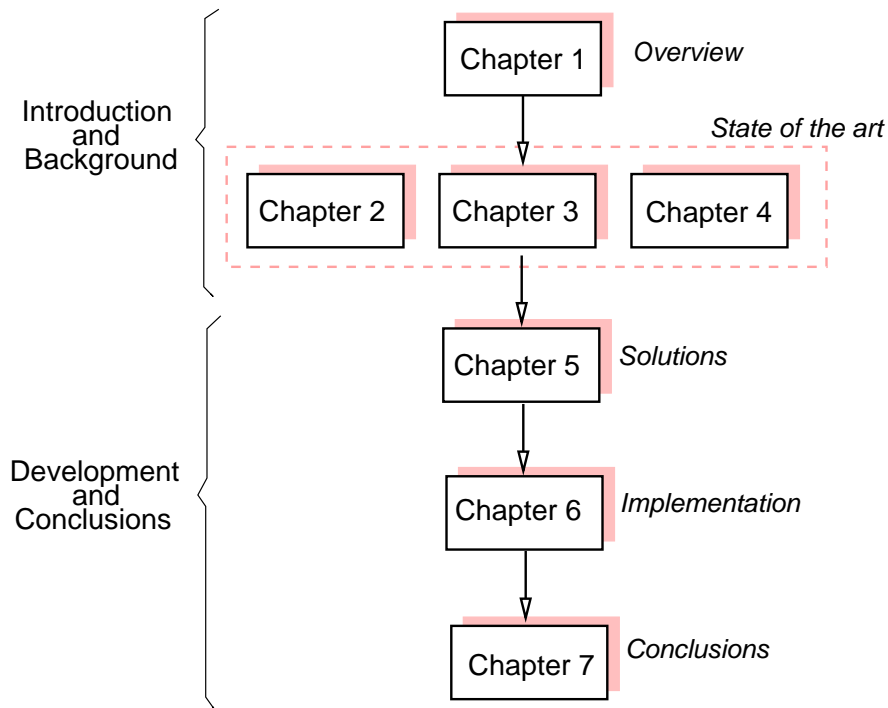 Chapter 1
Overview
Introduction
and
Background
State of the art
Chapter 2
Chapter 3
Chapter 4
Chapter 5
Solutions
Development
and
Conclusions
Chapter 6
Implementation
Chapter 7
Conclusions